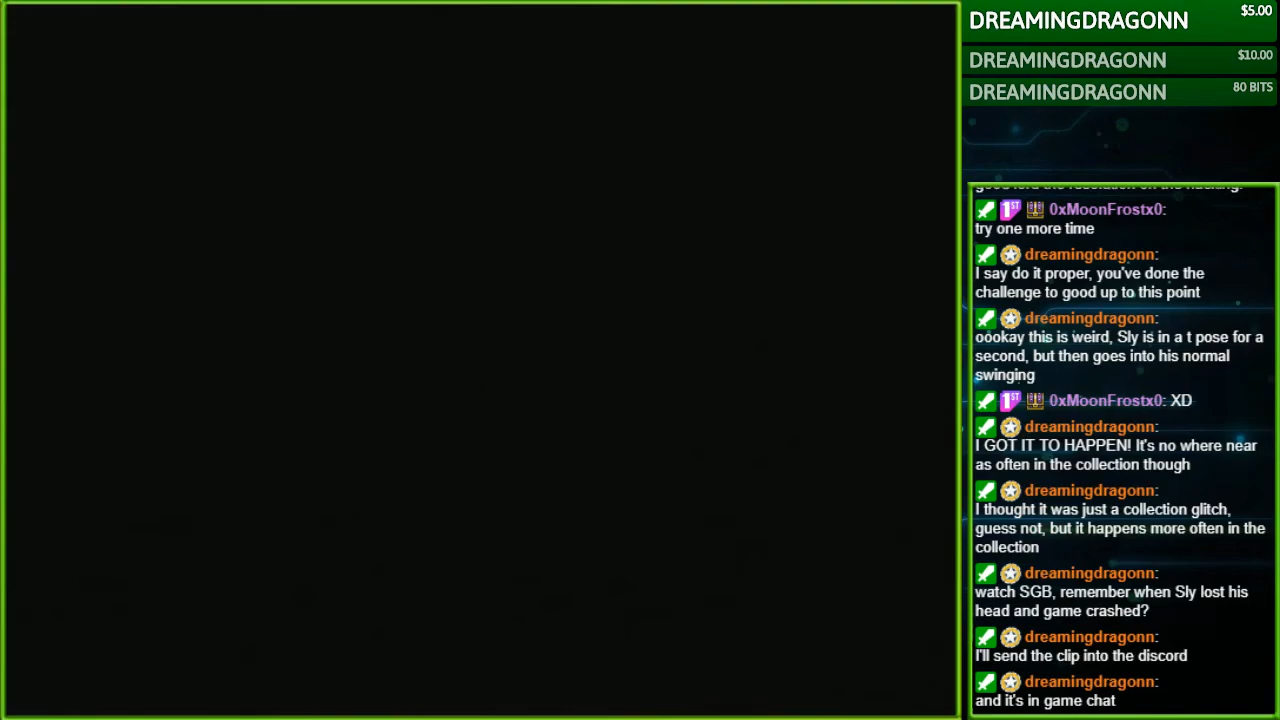 DREAMINGDRAGONN $5.00
DREAMINGDRAGONN $10.00
DREAMINGDRAGONN 80 BITS
1ST 0xMoonFrostx0:
try one more time
dreamingdragonn:
I say do it proper, you've done the
challenge to good up to this point
dreamingdragonn:
oookay this is weird, Sly is in a t pose for a
second, but then goes into his normal
swinging
1ST 0xMoonFrostx0: XD
dreamingdragonn:
I GOT IT TO HAPPEN! It's no where near
as often in the collection though
dreamingdragonn:
I thought it was just a collection glitch,
guess not, but it happens more often in the
collection
dreamingdragonn:
watch SGB, remember when Sly lost his
head and game crashed?
dreamingdragonn:
I'll send the clip into the discord
dreamingdragonn:
and it's in game chat